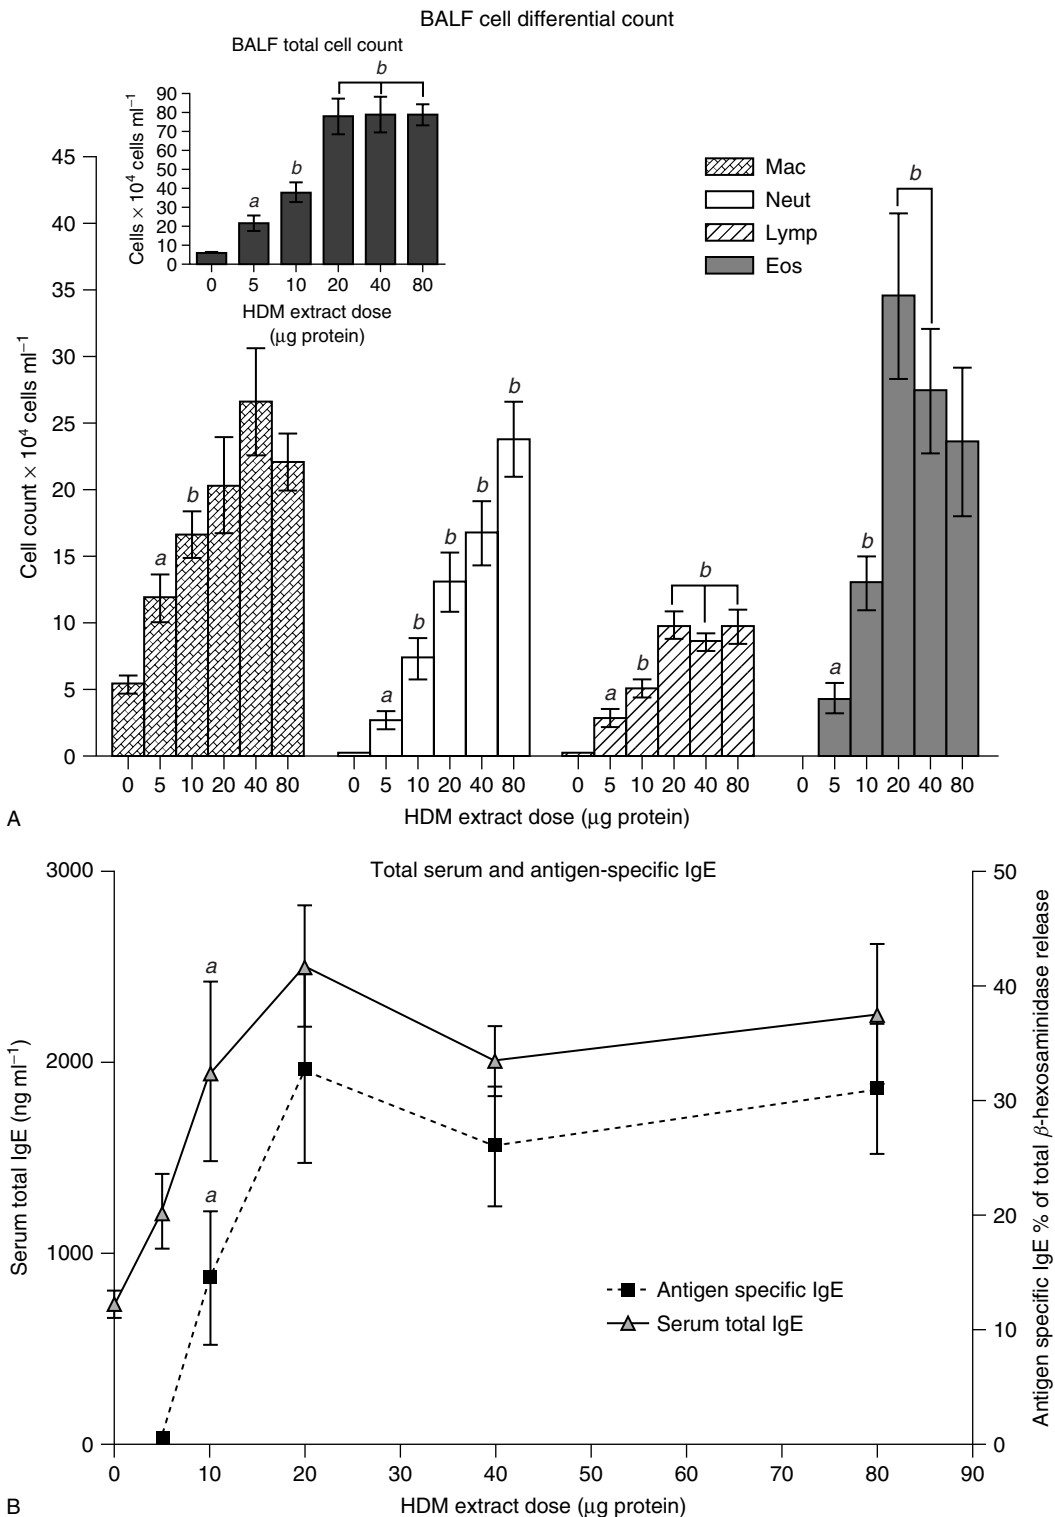 BALF cell differential count
BALF total cell count
Cells × 10⁴ cells ml⁻¹
90
80
70
60
50
40
30
20
10
0
a
b
b
0 5 10 20 40 80
HDM extract dose
(μg protein)
Mac
Neut
Lymp
Eos
Cell count × 10⁴ cells ml⁻¹
45
40
35
30
25
20
15
10
5
0
a
b
a
b
b
b
b
a
b
b
a
b
b
0 5 10 20 40 80 0 5 10 20 40 80 0 5 10 20 40 80 0 5 10 20 40 80
HDM extract dose (μg protein)
A
Total serum and antigen-specific IgE
Serum total IgE (ng ml⁻¹)
3000
2000
1000
0
a
a
Antigen specific IgE
Serum total IgE
50
40
30
20
10
0
Antigen specific IgE % of total β-hexosaminidase release
0 10 20 30 40 50 60 70 80 90
HDM extract dose (μg protein)
B